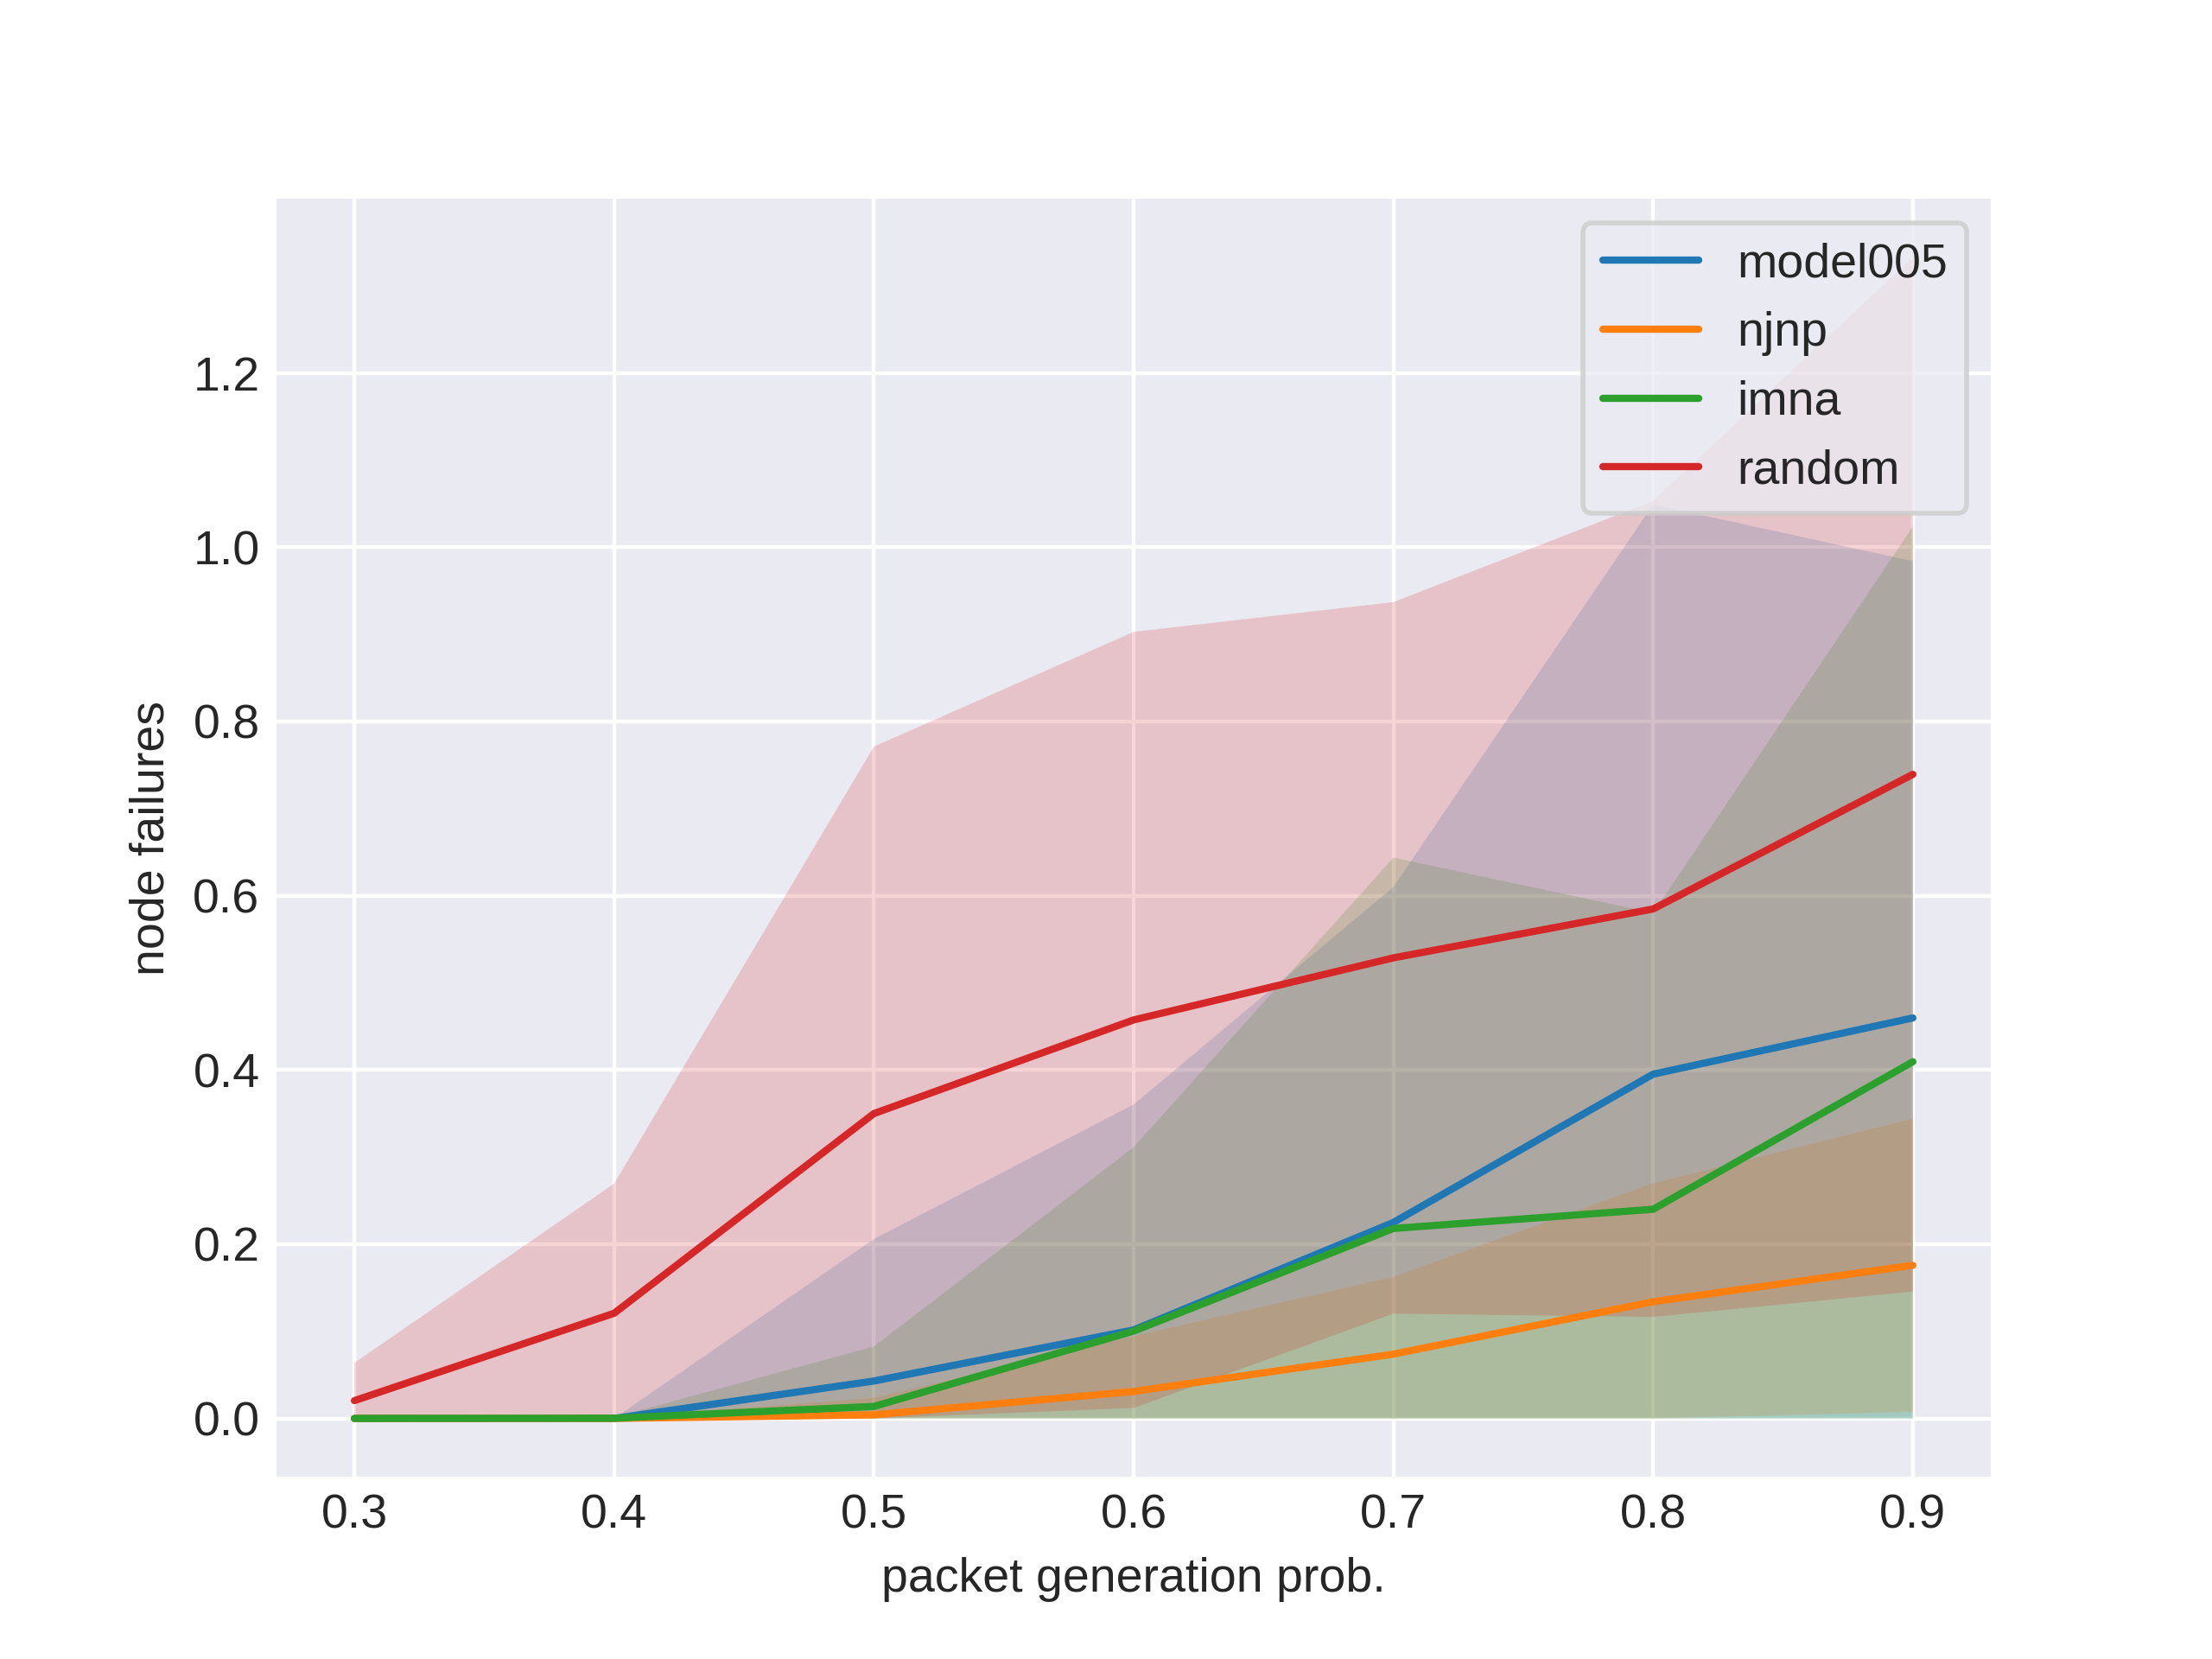 model005
njnp
imna
random
1.2
1.0
0.8
0.6
0.4
0.2
0.0
node failures
0.3 0.4 0.5 0.6 0.7 0.8 0.9
packet generation prob.